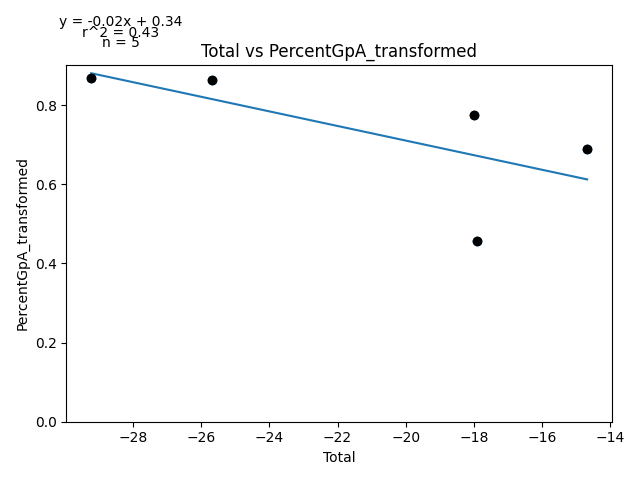 y = -0.02x + 0.34
r^2 = 0.43
n = 5
Total vs PercentGpA_transformed
PercentGpA_transformed
0.8
0.6
0.4
0.2
0.0
−28 −26 −24 −22 −20 −18 −16 −14
Total